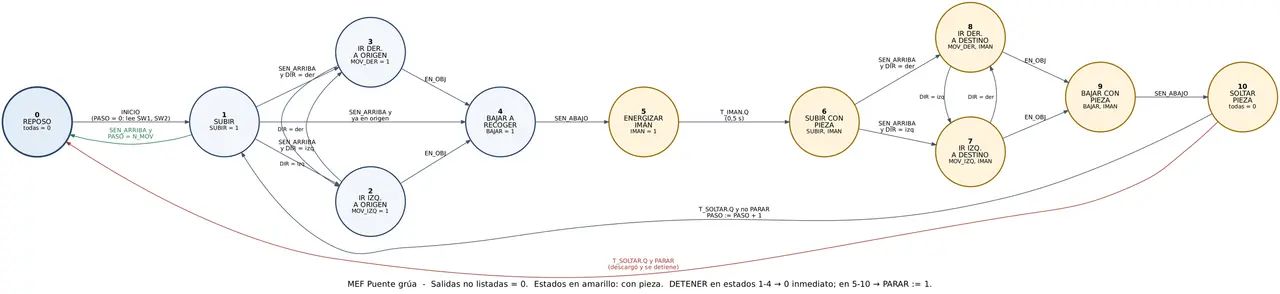 0
REPOSO
todas = 0
INICIO
(PASO = 0: lee SW1, SW2)
SEN_ARRIBA y
PASO = N_MOV
1
SUBIR
SUBIR = 1
SEN_ARRIBA
y DIR = der
SEN_ARRIBA y
ya en origen
DIR = der
SEN_ARRIBA
y DIR = izq
DIR = izq
3
IR DER.
A ORIGEN
MOV_DER = 1
2
IR IZQ.
A ORIGEN
MOV_IZQ = 1
EN_OBJ
EN_OBJ
4
BAJAR A
RECOGER
BAJAR = 1
SEN_ABAJO
5
ENERGIZAR
IMÁN
IMAN = 1
T_IMAN.Q
(0,5 s)
6
SUBIR CON
PIEZA
SUBIR, IMAN
SEN_ARRIBA
y DIR = der
SEN_ARRIBA
y DIR = izq
8
IR DER.
A DESTINO
MOV_DER, IMAN
DIR = izq
DIR = der
7
IR IZQ.
A DESTINO
MOV_IZQ, IMAN
EN_OBJ
EN_OBJ
9
BAJAR CON
PIEZA
BAJAR, IMAN
SEN_ABAJO
10
SOLTAR
PIEZA
todas = 0
T_SOLTAR.Q y no PARAR
PASO := PASO + 1
T_SOLTAR.Q y PARAR
(descargó y se detiene)
MEF Puente grúa - Salidas no listadas = 0. Estados en amarillo: con pieza. DETENER en estados 1-4 → 0 inmediato; en 5-10 → PARAR := 1.